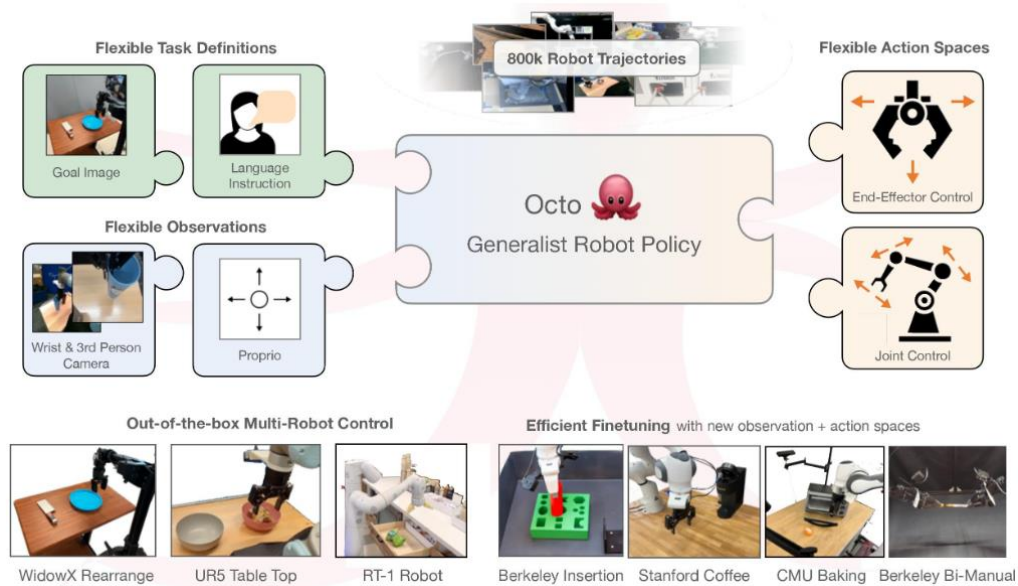 Flexible Task Definitions
Goal Image
Language
Instruction
Flexible Observations
Wrist & 3rd Person
Camera
Proprio
800k Robot Trajectories
Octo
Generalist Robot Policy
Flexible Action Spaces
End-Effector Control
Joint Control
Out-of-the-box Multi-Robot Control
WidowX Rearrange
UR5 Table Top
RT-1 Robot
Efficient Finetuning with new observation + action spaces
Berkeley Insertion
Stanford Coffee
CMU Baking
Berkeley Bi-Manual